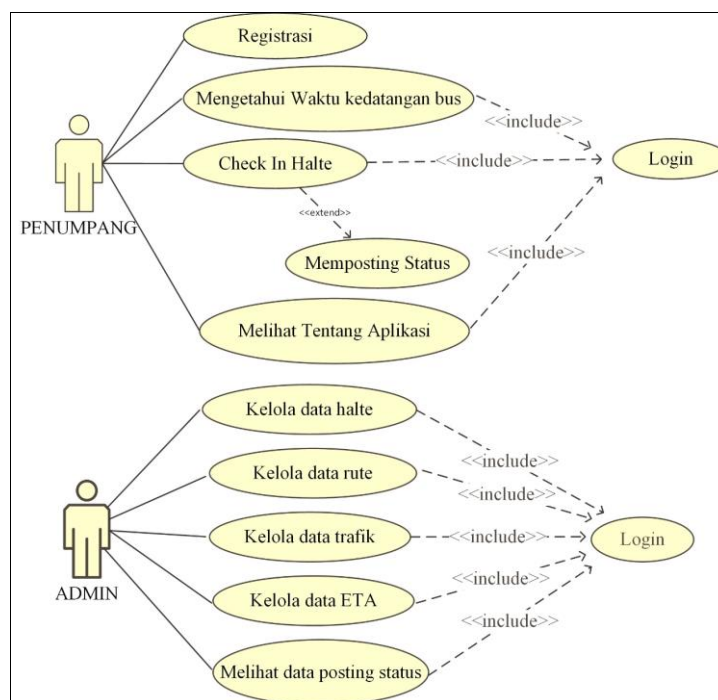 Registrasi
Mengetahui Waktu kedatangan bus
<<include>>
Check In Halte
<<include>>
Login
<<extend>>
PENUMPANG
Memposting Status
<<include>>
Melihat Tentang Aplikasi
Kelola data halte
<<include>>
Kelola data rute
<<include>>
Kelola data trafik
<<include>>
Login
ADMIN
Kelola data ETA
<<include>>
<<include>>
Melihat data posting status